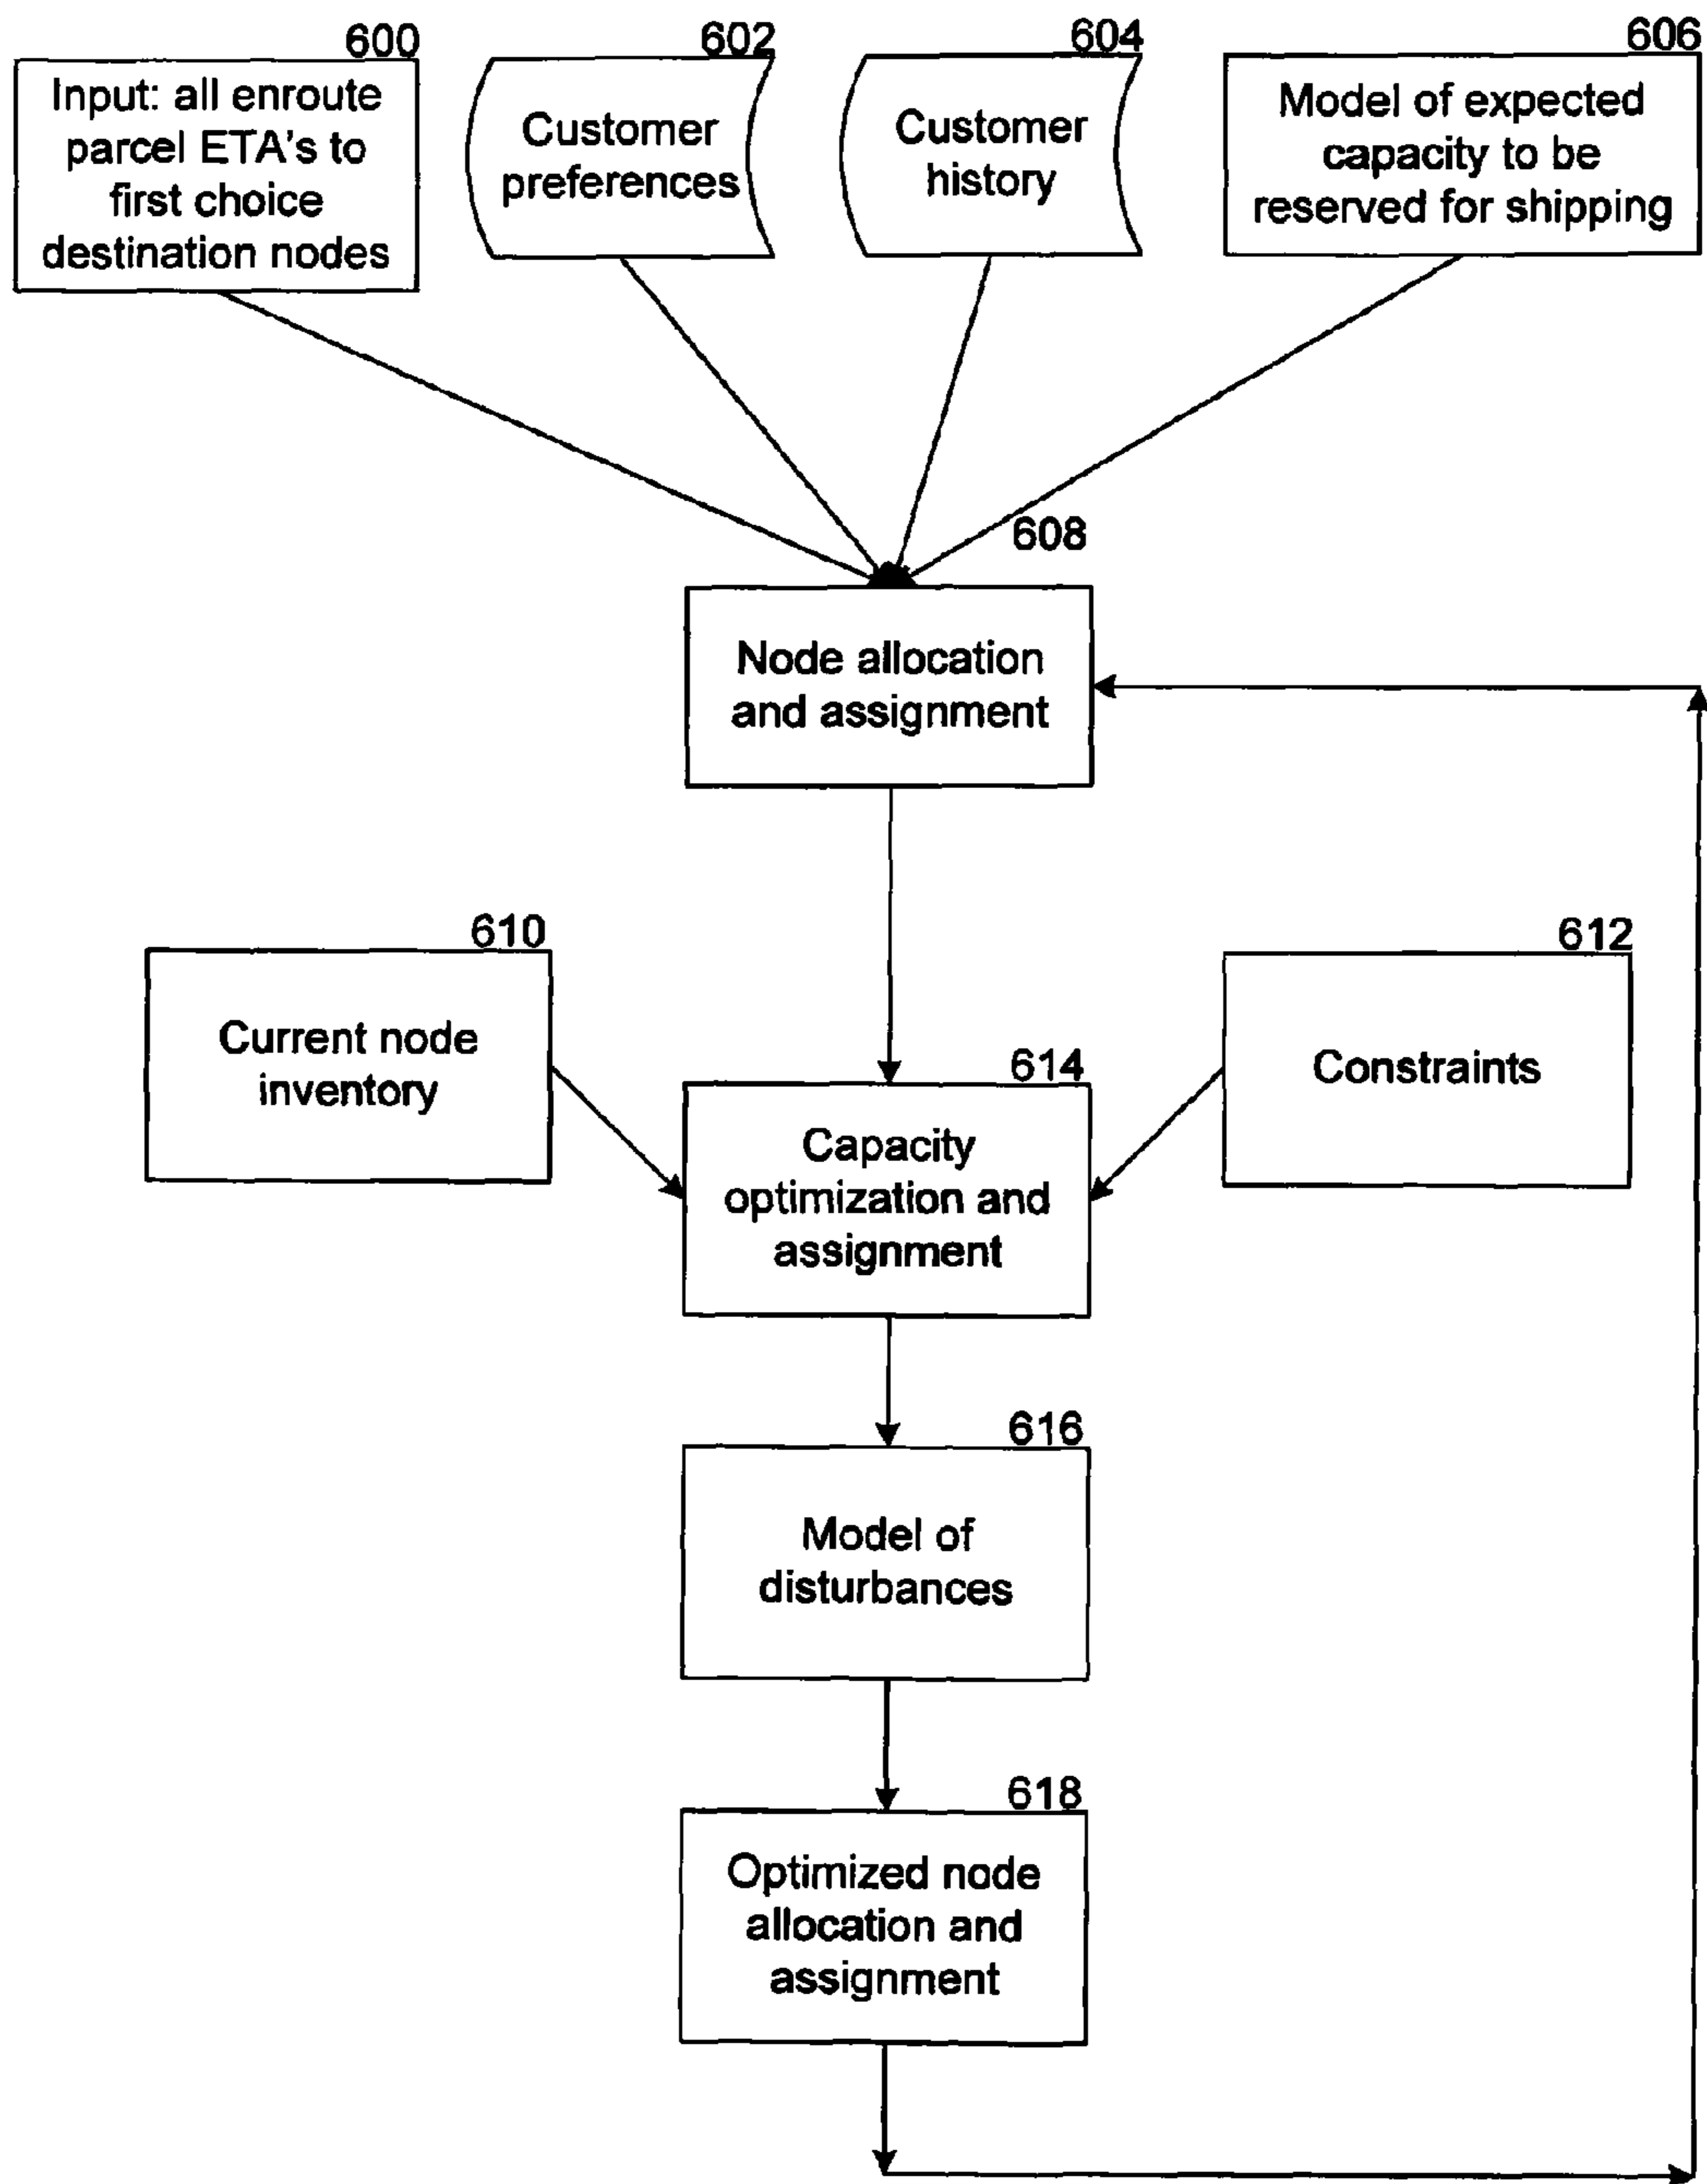 600
Input: all enroute
parcel ETA's to
first choice
destination nodes
602
Customer
preferences
604
Customer
history
606
Model of expected
capacity to be
reserved for shipping
608
Node allocation
and assignment
610
Current node
inventory
612
Constraints
614
Capacity
optimization and
assignment
616
Model of
disturbances
618
Optimized node
allocation and
assignment